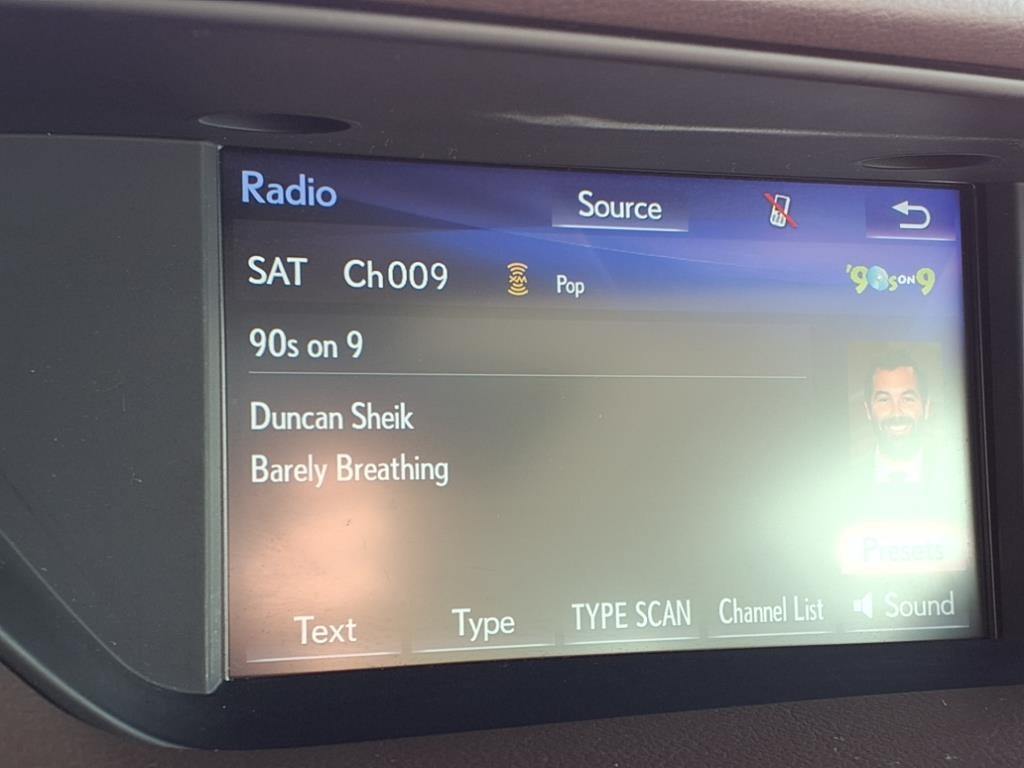 Radio
Source
SAT Ch009
XM
Pop
'90s ON 9
90s on 9
Duncan Sheik
Barely Breathing
Presets
Text
Type
TYPE SCAN
Channel List
Sound